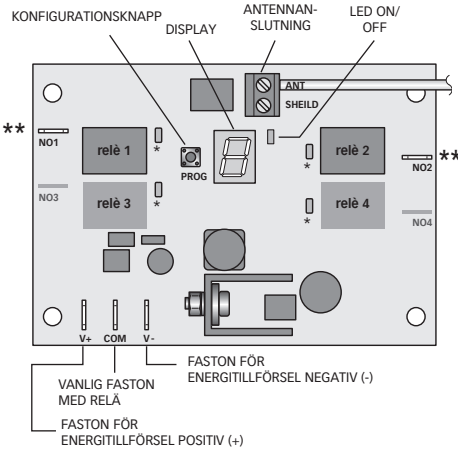 KONFIGURATIONSKNAPP
DISPLAY
ANTENNAN-
SLUTNING
LED ON/
OFF
ANT
SHEILD
**
NO1
relè 1
*
PROG
relè 2
*
NO2
**
NO3
relè 3
*
relè 4
*
NO4
V+
COM
V-
FASTON FÖR
ENERGITILLFÖRSEL NEGATIV (-)
VANLIG FASTON
MED RELÄ
FASTON FÖR
ENERGITILLFÖRSEL POSITIV (+)